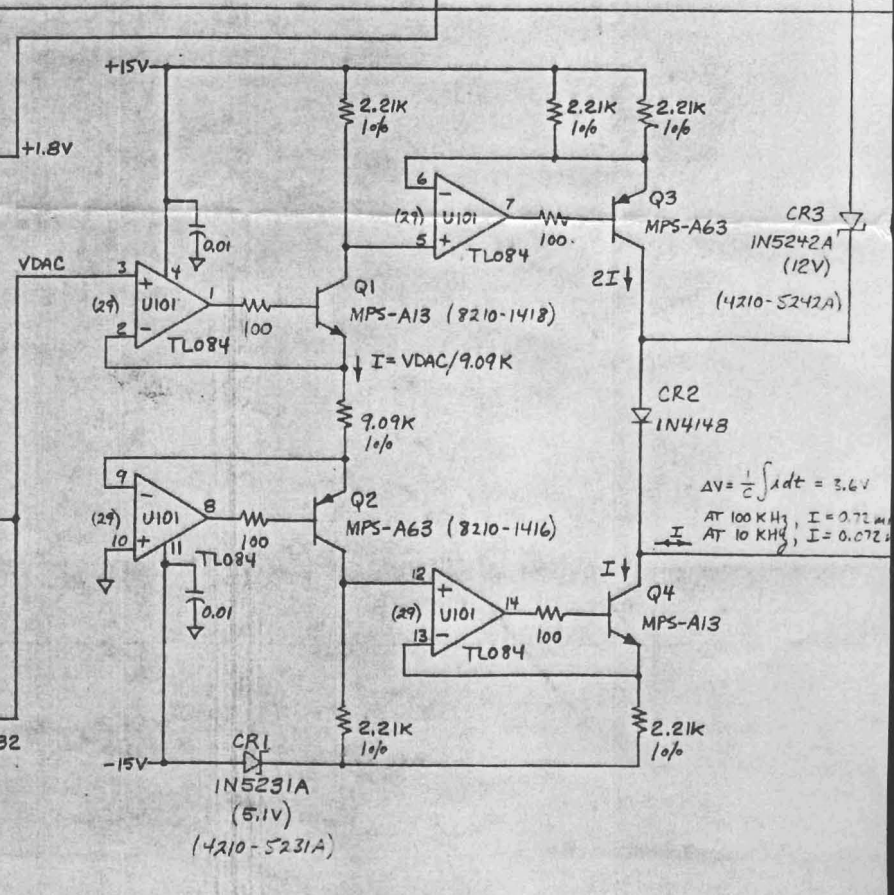 +15V
2.21K
1%
2.21K
1%
2.21K
1%
+1.8V
6
-
7
(29) U101
5
+
TL084
100
Q3
MPS-A63
0.01
CR3
1N5242A
(12V)
(4210-5242A)
2I
VDAC
3
4
+
(29) U101
1
2
-
100
TL084
Q1
MPS-A13 (8210-1418)
I=VDAC/9.09K
9.09K
1%
CR2
1N4148
9
-
8
(29) U101
10
+
11
100
TL084
Q2
MPS-A63 (8210-1416)
ΔV = 1/C ∫idt = 3.6V
AT 100 KHz, I = 0.72 m
AT 10 KHz, I = 0.072
I
I
0.01
12
+
14
(29) U101
13
-
100
TL084
Q4
MPS-A13
2.21K
1%
2.21K
1%
32
-15V
CR1
1N5231A
(5.1V)
(4210-5231A)